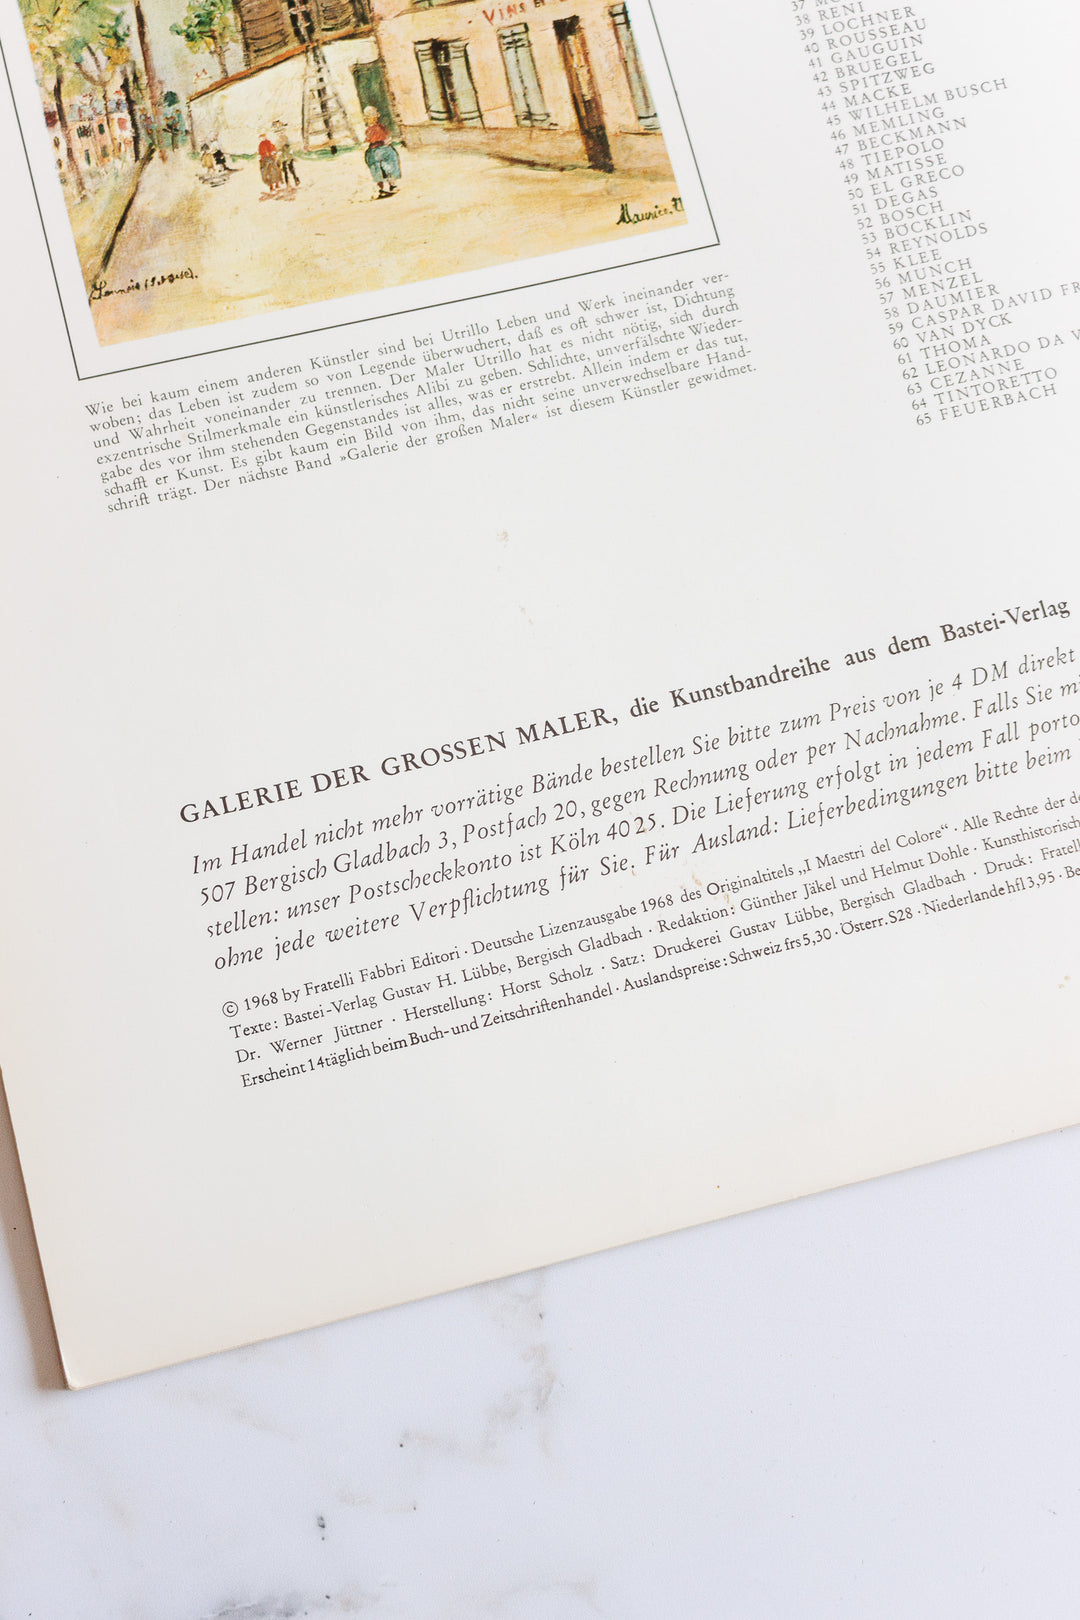 VINS
Maurice. U
Wie bei kaum einem anderen Künstler sind bei Utrillo Leben und Werk ineinander ver-
woben; das Leben ist zudem so von Legende überwuchert, daß es oft schwer ist, Dichtung
und Wahrheit voneinander zu trennen. Der Maler Utrillo hat es nicht nötig, sich durch
exzentrische Stilmerkmale ein künstlerisches Alibi zu geben. Schlichte, unverfälschte Wieder-
gabe des vor ihm stehenden Gegenstandes ist alles, was er erstrebt. Allein indem er das tut,
schafft er Kunst. Es gibt kaum ein Bild von ihm, das nicht seine unverwechselbare Hand-
schrift trägt. Der nächste Band »Galerie der großen Maler« ist diesem Künstler gewidmet.
37
38 RENI
39 LOCHNER
40 ROUSSEAU
41 GAUGUIN
42 BRUEGEL
43 SPITZWEG
44 MACKE
45 WILHELM BUSCH
46 MEMLING
47 BECKMANN
48 TIEPOLO
49 MATISSE
50 EL GRECO
51 DEGAS
52 BOSCH
53 BÖCKLIN
54 REYNOLDS
55 KLEE
56 MUNCH
57 MENZEL
58 DAUMIER
59 CASPAR DAVID FR
60 VAN DYCK
61 THOMA
62 LEONARDO DA V
63 CEZANNE
64 TINTORETTO
65 FEUERBACH
GALERIE DER GROSSEN MALER, die Kunstbandreihe aus dem Bastei-Verlag
Im Handel nicht mehr vorrätige Bände bestellen Sie bitte zum Preis von je 4 DM direkt
507 Bergisch Gladbach 3, Postfach 20, gegen Rechnung oder per Nachnahme. Falls Sie mi
stellen: unser Postscheckkonto ist Köln 4025. Die Lieferung erfolgt in jedem Fall porto
ohne jede weitere Verpflichtung für Sie. Für Ausland: Lieferbedingungen bitte beim
© 1968 by Fratelli Fabbri Editori · Deutsche Lizenzausgabe 1968 des Originaltitels „I Maestri del Colore“ · Alle Rechte der de
Texte: Bastei-Verlag Gustav H. Lübbe, Bergisch Gladbach · Redaktion: Günther Jäkel und Helmut Dohle · Kunsthistorisch
Dr. Werner Jüttner · Herstellung: Horst Scholz · Satz: Druckerei Gustav Lübbe, Bergisch Gladbach · Druck: Fratell
Erscheint 14täglich beim Buch- und Zeitschriftenhandel · Auslandspreise: Schweiz frs 5,30 · Österr. S 28 · Niederlande hfl 3,95 · Be